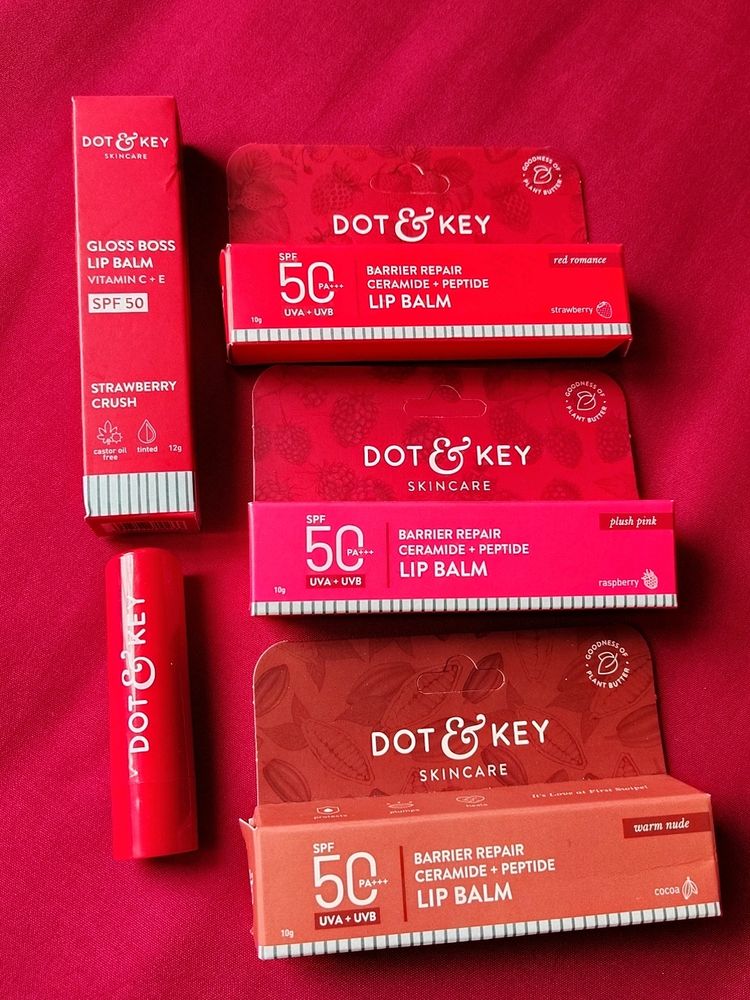 DOT & KEY
SKINCARE
GLOSS BOSS
LIP BALM
VITAMIN C + E
SPF 50
STRAWBERRY
CRUSH
castor oil
free
tinted
12g
DOT & KEY
GOODNESS OF
PLANT BUTTER
DOT & KEY
SPF
50
PA+++
UVA + UVB
10g
BARRIER REPAIR
CERAMIDE + PEPTIDE
LIP BALM
red romance
strawberry
GOODNESS OF
PLANT BUTTER
DOT & KEY
SKINCARE
SPF
50
PA+++
UVA + UVB
10g
BARRIER REPAIR
CERAMIDE + PEPTIDE
LIP BALM
plush pink
raspberry
GOODNESS OF
PLANT BUTTER
DOT & KEY
SKINCARE
protects
plumps
heals
It's Love at First Swipe!
SPF
50
PA+++
UVA + UVB
10g
BARRIER REPAIR
CERAMIDE + PEPTIDE
LIP BALM
warm nude
cocoa